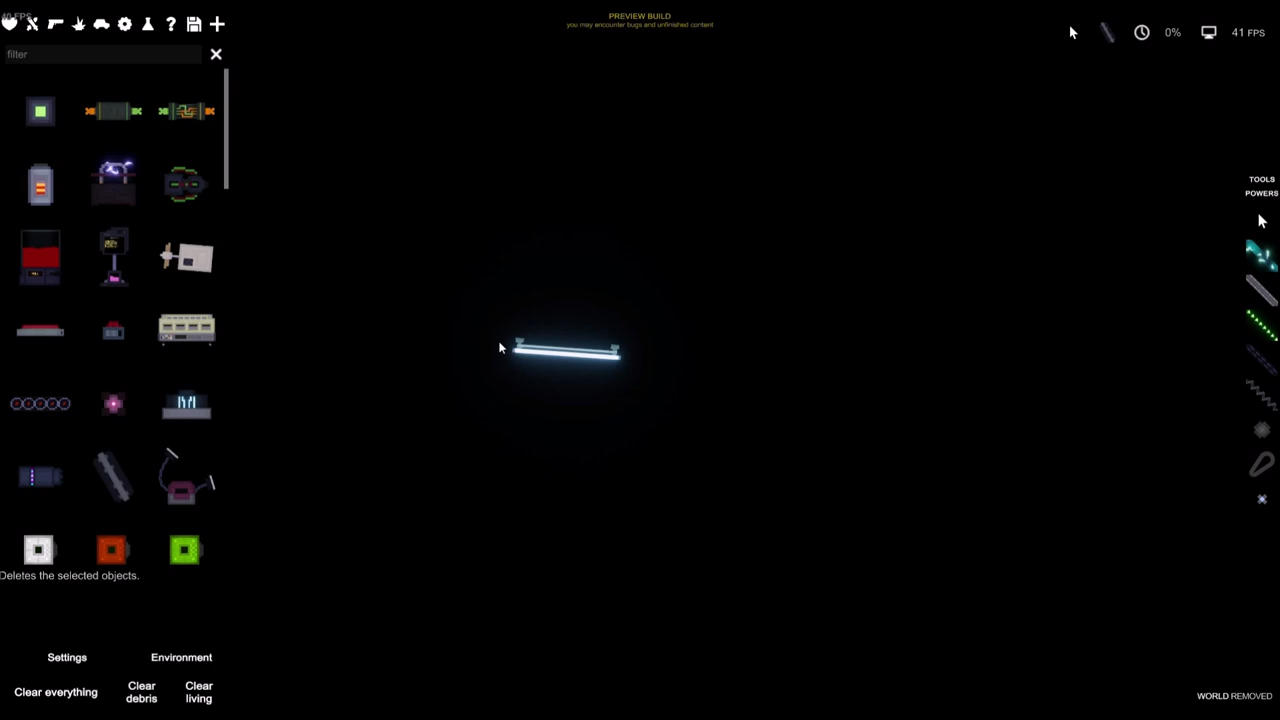 PREVIEW BUILD
you may encounter bugs and unfinished content
0%
41 FPS
filter
TOOLS
POWERS
Deletes the selected objects.
Settings
Environment
Clear everything
Clear debris
Clear living
WORLD REMOVED